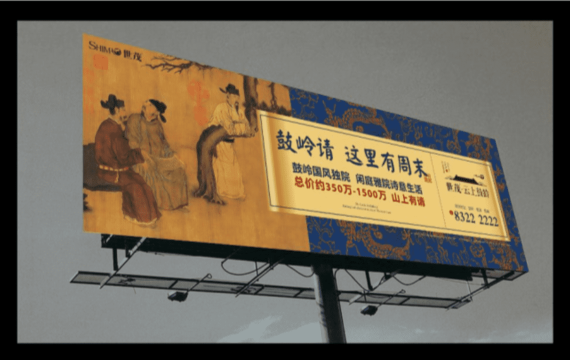 SHIMAO 世茂
鼓岭请 这里有周末
鼓岭国风独院 闲庭雅院诗意生活
总价约350万-1500万 山上有请
世茂·云上鼓岭
8322 2222